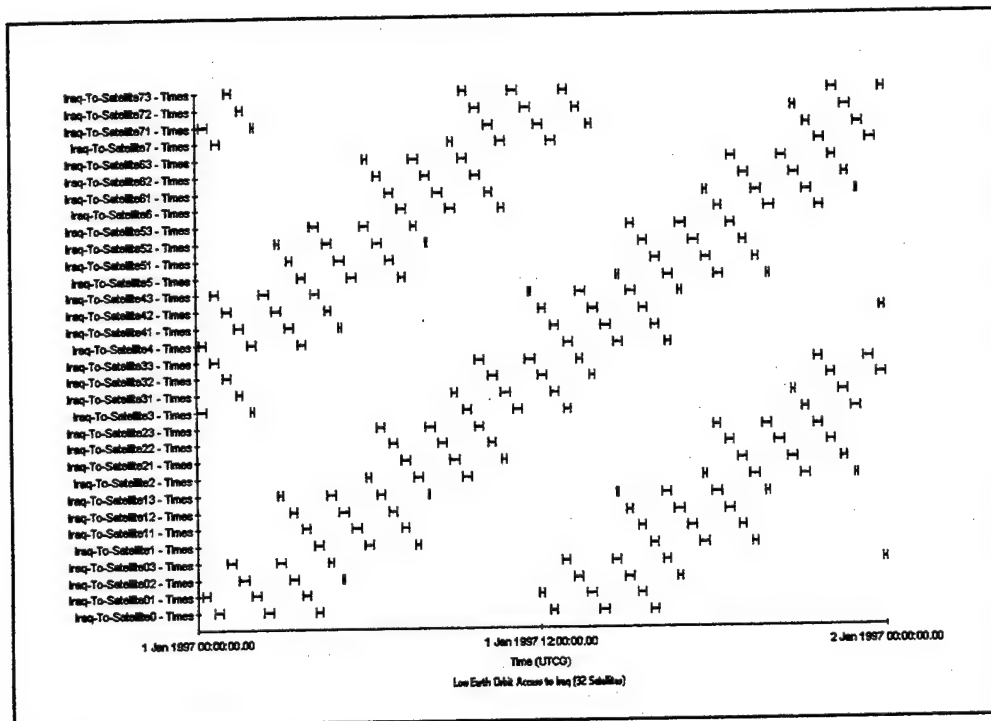 Iraq-To-Satellite73 - Times
Iraq-To-Satellite72 - Times
Iraq-To-Satellite71 - Times
Iraq-To-Satellite7 - Times
Iraq-To-Satellite63 - Times
Iraq-To-Satellite62 - Times
Iraq-To-Satellite61 - Times
Iraq-To-Satellite6 - Times
Iraq-To-Satellite53 - Times
Iraq-To-Satellite52 - Times
Iraq-To-Satellite51 - Times
Iraq-To-Satellite5 - Times
Iraq-To-Satellite43 - Times
Iraq-To-Satellite42 - Times
Iraq-To-Satellite41 - Times
Iraq-To-Satellite4 - Times
Iraq-To-Satellite33 - Times
Iraq-To-Satellite32 - Times
Iraq-To-Satellite31 - Times
Iraq-To-Satellite3 - Times
Iraq-To-Satellite23 - Times
Iraq-To-Satellite22 - Times
Iraq-To-Satellite21 - Times
Iraq-To-Satellite2 - Times
Iraq-To-Satellite13 - Times
Iraq-To-Satellite12 - Times
Iraq-To-Satellite11 - Times
Iraq-To-Satellite1 - Times
Iraq-To-Satellite03 - Times
Iraq-To-Satellite02 - Times
Iraq-To-Satellite01 - Times
Iraq-To-Satellite0 - Times
1 Jan 1997 00:00:00.00
1 Jan 1997 12:00:00.00
2 Jan 1997 00:00:00.00
Time (UTCG)
Low Earth Orbit Access to Iraq (32 Satellites)